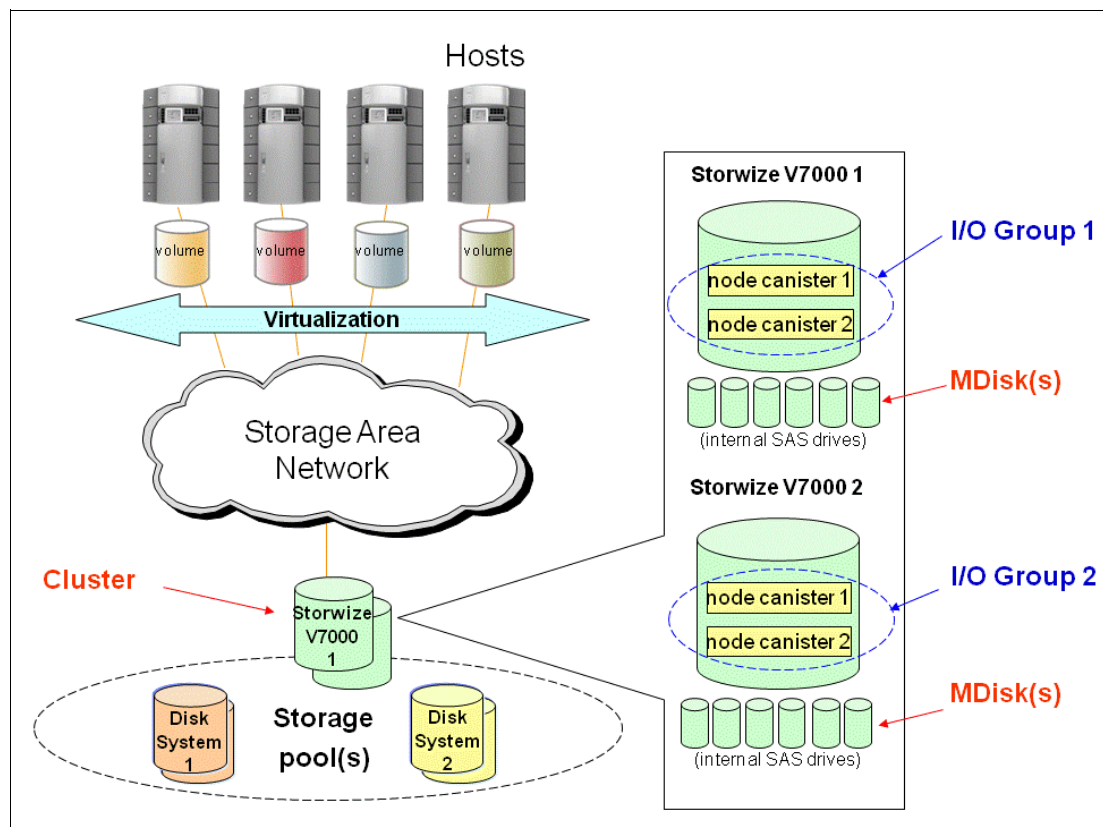 Hosts
volume
volume
volume
volume
Virtualization
Storage Area
Network
Cluster
Storwize
V7000
1
Disk
System
1
Storage
pool(s)
Disk
System
2
Storwize V7000 1
I/O Group 1
node canister 1
node canister 2
MDisk(s)
(internal SAS drives)
Storwize V7000 2
I/O Group 2
node canister 1
node canister 2
MDisk(s)
(internal SAS drives)